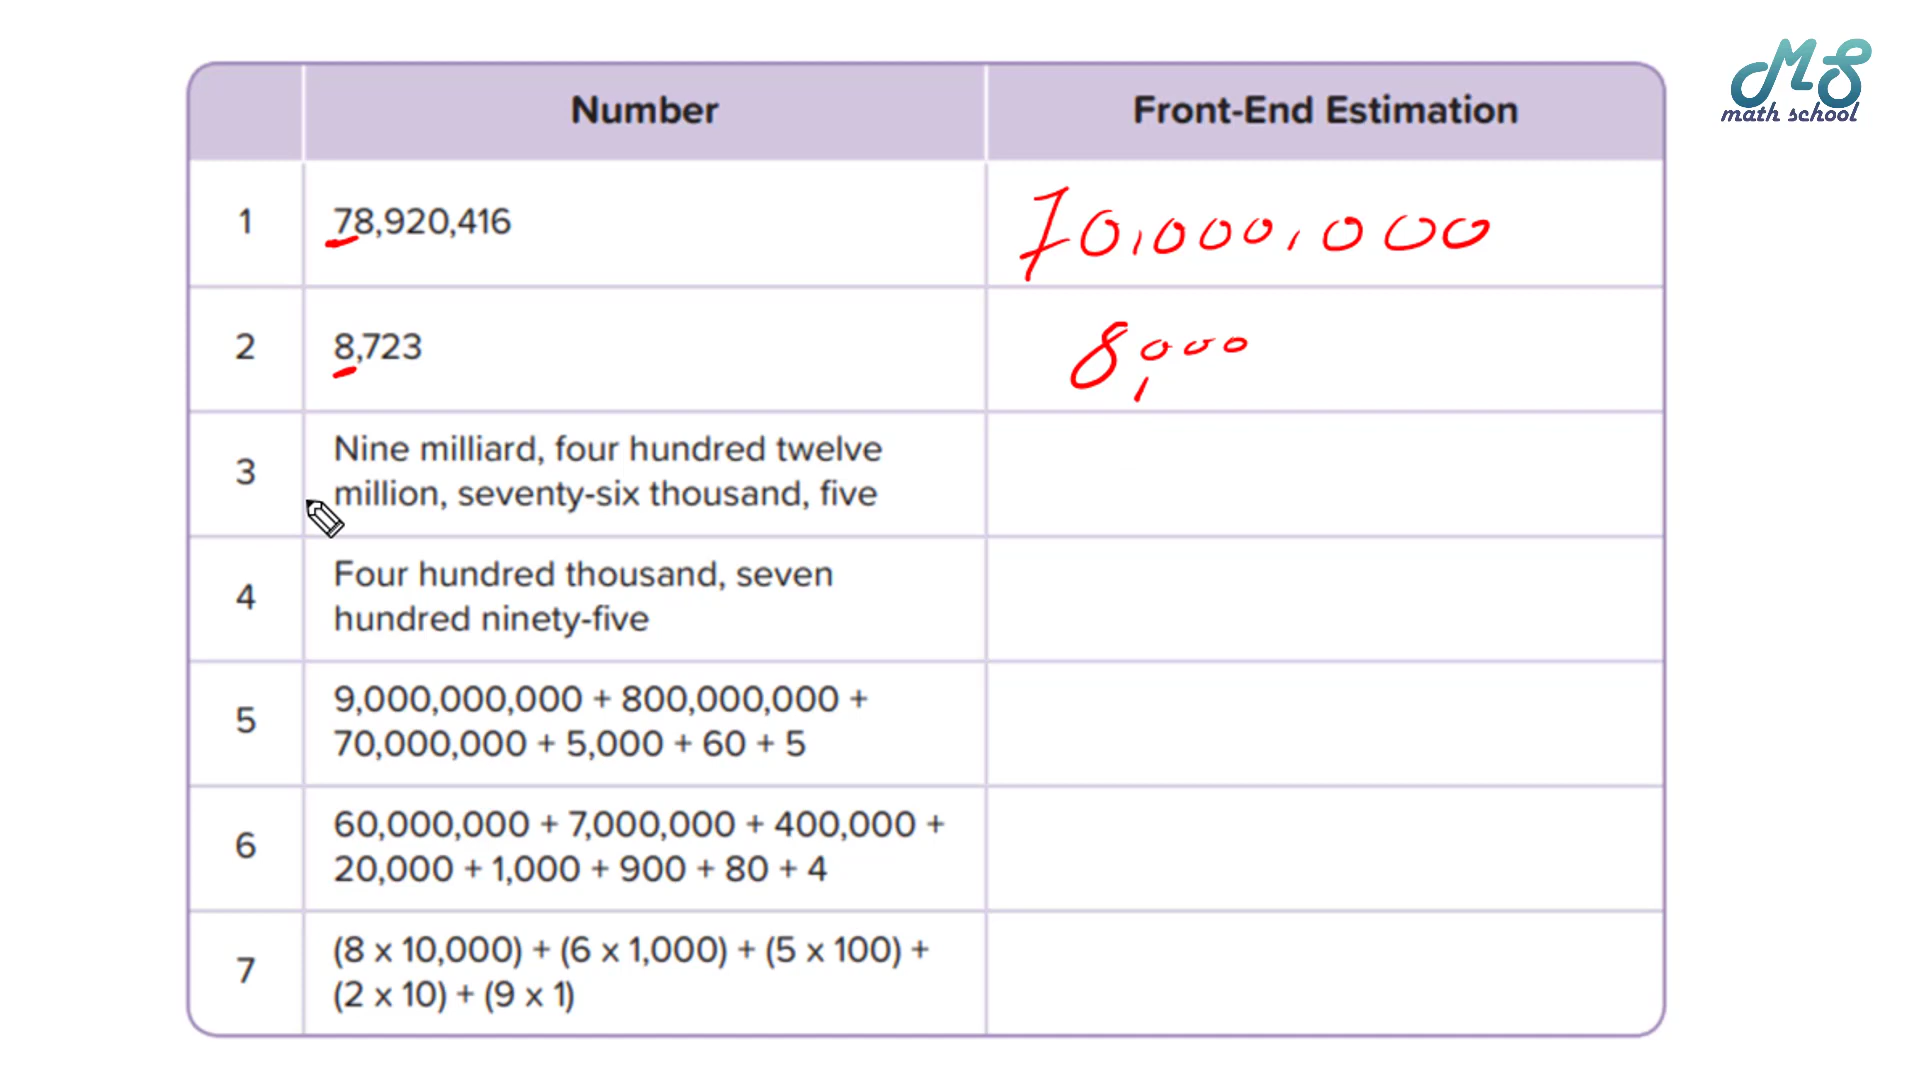 MS
math school
Number
Front-End Estimation
1
78,920,416
70,000,000
2
8,723
8,000
3
Nine milliard, four hundred twelve
million, seventy-six thousand, five
4
Four hundred thousand, seven
hundred ninety-five
5
9,000,000,000 + 800,000,000 +
70,000,000 + 5,000 + 60 + 5
6
60,000,000 + 7,000,000 + 400,000 +
20,000 + 1,000 + 900 + 80 + 4
7
(8 x 10,000) + (6 x 1,000) + (5 x 100) +
(2 x 10) + (9 x 1)